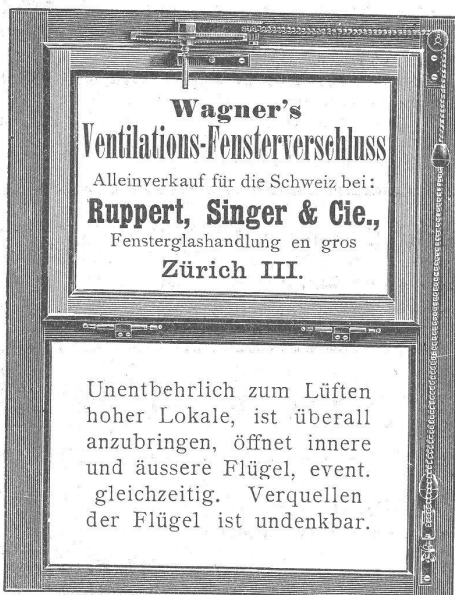 Wagner's
Ventilations-Fensterverschluss
Alleinverkauf für die Schweiz bei:
Ruppert, Singer & Cie.,
Fensterglashandlung en gros
Zürich III.
Unentbehrlich zum Lüften
hoher Lokale, ist überall
anzubringen, öffnet innere
und äussere Flügel, event.
gleichzeitig. Verquellen
der Flügel ist undenkbar.